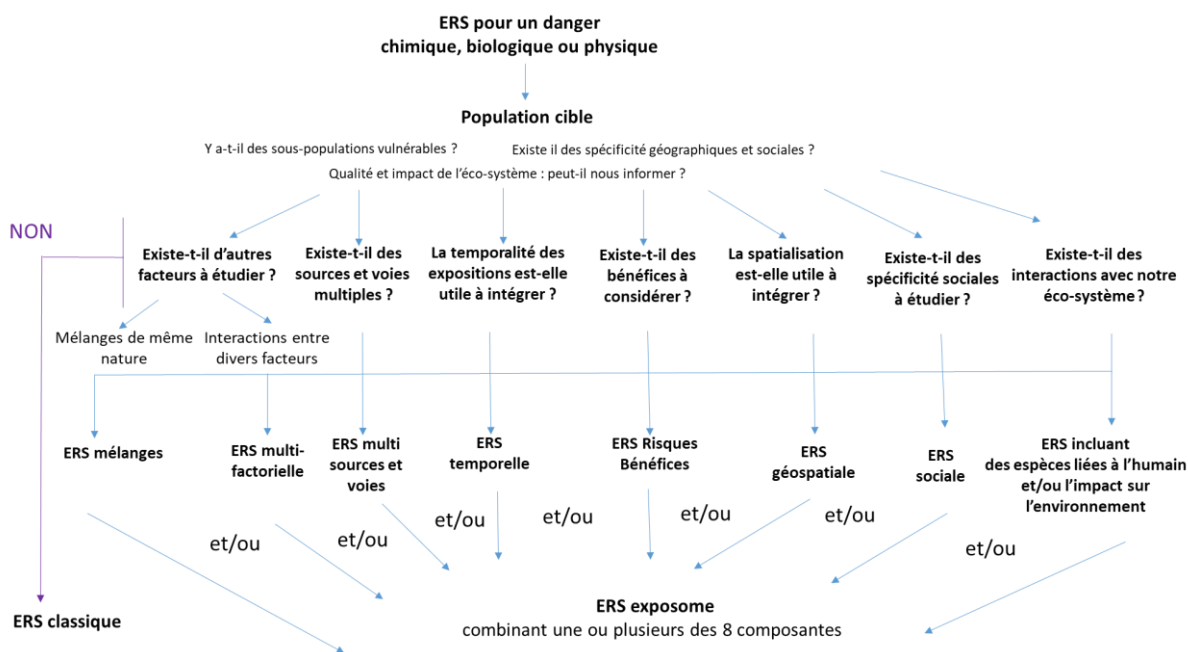 ERS pour un danger
chimique, biologique ou physique
Population cible
Y a-t-il des sous-populations vulnérables ?
Existe il des spécificité géographiques et sociales ?
Qualité et impact de l'éco-système : peut-il nous informer ?
NON
Existe-t-il d'autres
facteurs à étudier ?
Existe-t-il des
sources et voies
multiples ?
La temporalité des
expositions est-elle
utile à intégrer ?
Existe-t-il des
bénéfices à
considérer ?
La spatialisation
est-elle utile à
intégrer ?
Existe-t-il des
spécificité sociales
à étudier ?
Existe-t-il des
interactions avec notre
éco-système ?
Mélanges de même
nature
Interactions entre
divers facteurs
ERS mélanges
ERS multi-
factorielle
ERS multi
sources et
voies
ERS
temporelle
ERS Risques
Bénéfices
ERS
géospatiale
ERS
sociale
ERS incluant
des espèces liées à l'humain
et/ou l'impact sur
l'environnement
et/ou
et/ou
et/ou
et/ou
et/ou
et/ou
et/ou
ERS classique
ERS exposome
combinant une ou plusieurs des 8 composantes